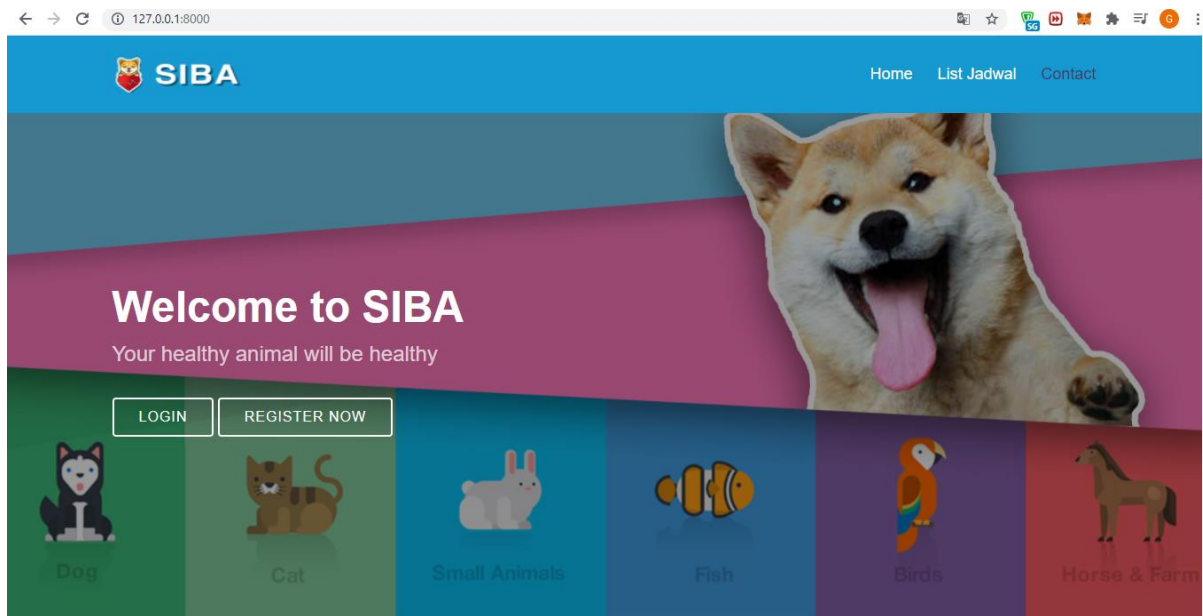 127.0.0.1:8000
SG
G
SIBA
Home List Jadwal Contact
Welcome to SIBA
Your healthy animal will be healthy
LOGIN REGISTER NOW
Dog Cat Small Animals Fish Birds Horse & Farm